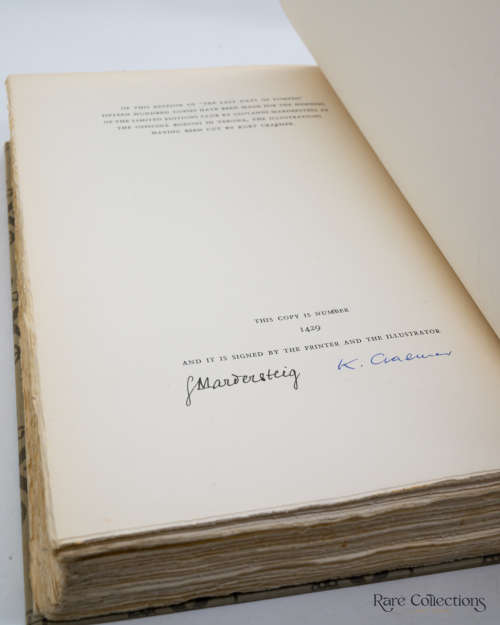 OF THIS EDITION OF "THE LAST DAYS OF POMPEII"
FIFTEEN HUNDRED COPIES HAVE BEEN MADE FOR THE MEMBERS
OF THE LIMITED EDITIONS CLUB BY GIOVANNI MARDERSTEIG AT
THE OFFICINA BODONI IN VERONA, THE ILLUSTRATIONS
HAVING BEEN CUT BY KURT CRAEMER.
THIS COPY IS NUMBER
1429
AND IT IS SIGNED BY THE PRINTER AND THE ILLUSTRATOR
GMardersteig K. Craemer
RARE COLLECTIONS